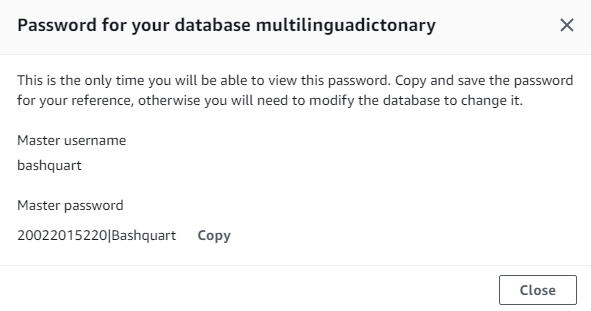 Password for your database multilinguadictonary
This is the only time you will be able to view this password. Copy and save the password
for your reference, otherwise you will need to modify the database to change it.
Master username
bashquart
Master password
20022015220|Bashquart Copy
Close